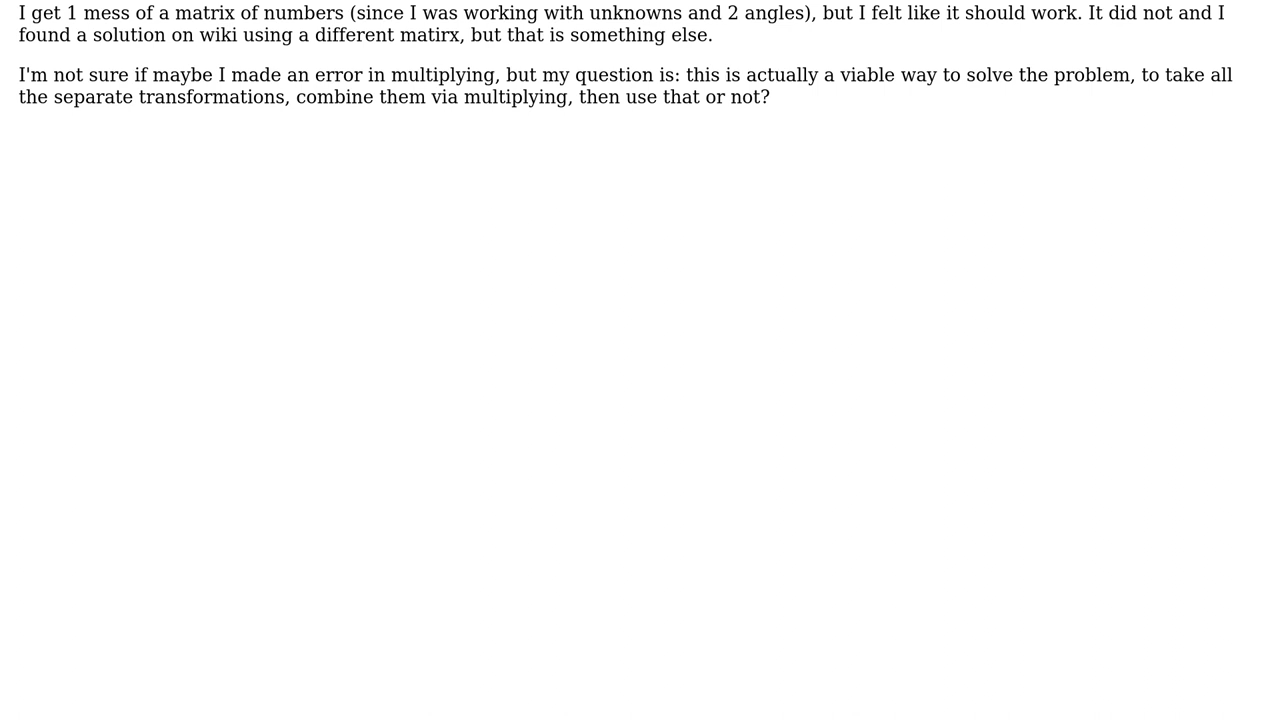 I get 1 mess of a matrix of numbers (since I was working with unknowns and 2 angles), but I felt like it should work. It did not and I
found a solution on wiki using a different matirx, but that is something else.
I'm not sure if maybe I made an error in multiplying, but my question is: this is actually a viable way to solve the problem, to take all
the separate transformations, combine them via multiplying, then use that or not?